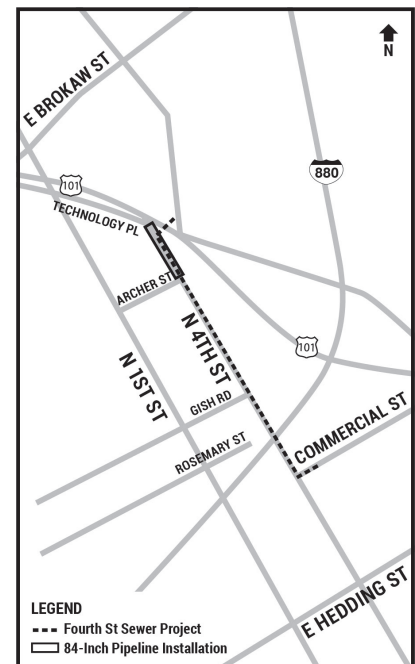 N
E BROKAW ST
880
101
TECHNOLOGY PL
ARCHER ST
N 4TH ST
101
N 1ST ST
GISH RD
COMMERCIAL ST
ROSEMARY ST
E HEDDING ST
LEGEND
Fourth St Sewer Project
84-Inch Pipeline Installation